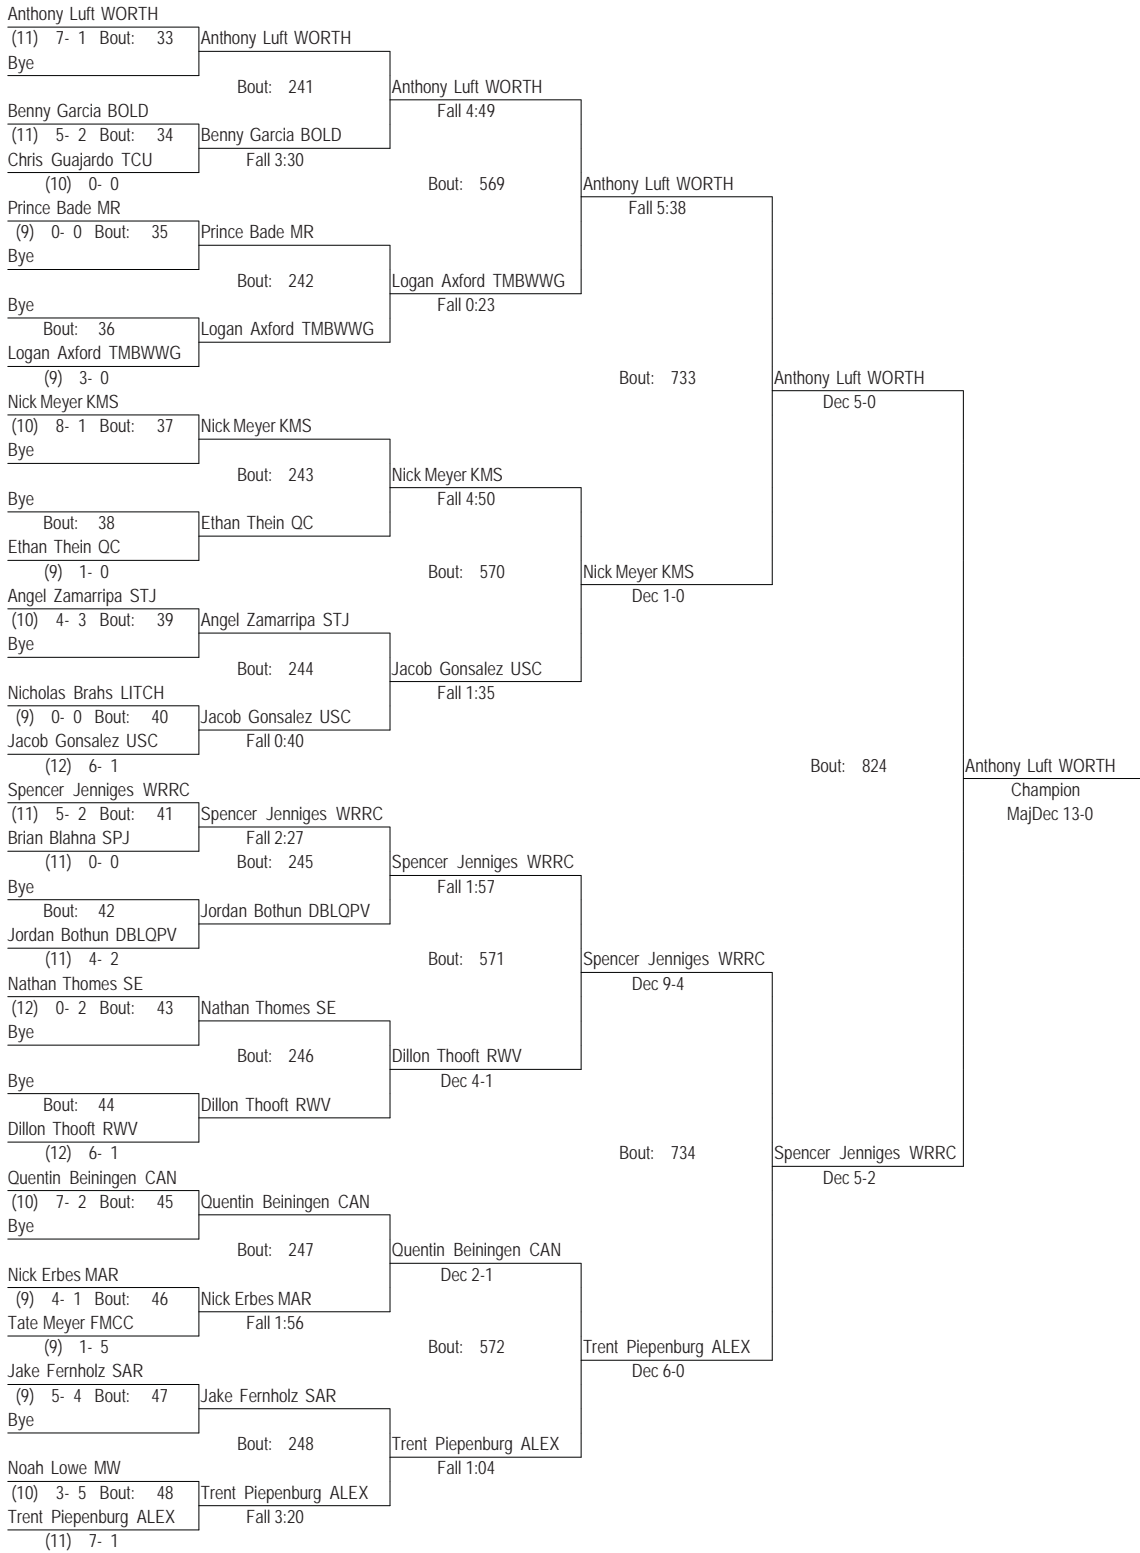 Anthony Luft WORTH
(11) 7- 1 Bout: 33 Anthony Luft WORTH
Bye
Bout: 241 Anthony Luft WORTH
Benny Garcia BOLD Fall 4:49
(11) 5- 2 Bout: 34 Benny Garcia BOLD
Chris Guajardo TCU Fall 3:30
(10) 0- 0 Bout: 569 Anthony Luft WORTH
Prince Bade MR Fall 5:38
(9) 0- 0 Bout: 35 Prince Bade MR
Bye
Bout: 242 Logan Axford TMBWWG
Bye Fall 0:23
Bout: 36 Logan Axford TMBWWG
Logan Axford TMBWWG
(9) 3- 0 Bout: 733 Anthony Luft WORTH
Nick Meyer KMS Dec 5-0
(10) 8- 1 Bout: 37 Nick Meyer KMS
Bye
Bout: 243 Nick Meyer KMS
Bye Fall 4:50
Bout: 38 Ethan Thein QC
Ethan Thein QC
(9) 1- 0 Bout: 570 Nick Meyer KMS
Angel Zamarripa STJ Dec 1-0
(10) 4- 3 Bout: 39 Angel Zamarripa STJ
Bye
Bout: 244 Jacob Gonsalez USC
Nicholas Brahs LITCH Fall 1:35
(9) 0- 0 Bout: 40 Jacob Gonsalez USC
Jacob Gonsalez USC Fall 0:40
(12) 6- 1 Bout: 824 Anthony Luft WORTH
Spencer Jenniges WRRC Champion
(11) 5- 2 Bout: 41 Spencer Jenniges WRRC MajDec 13-0
Brian Blahna SPJ Fall 2:27
(11) 0- 0 Bout: 245 Spencer Jenniges WRRC
Bye Fall 1:57
Bout: 42 Jordan Bothun DBLQPV
Jordan Bothun DBLQPV
(11) 4- 2 Bout: 571 Spencer Jenniges WRRC
Nathan Thomes SE Dec 9-4
(12) 0- 2 Bout: 43 Nathan Thomes SE
Bye
Bout: 246 Dillon Thooft RWV
Bye Dec 4-1
Bout: 44 Dillon Thooft RWV
Dillon Thooft RWV
(12) 6- 1 Bout: 734 Spencer Jenniges WRRC
Quentin Beiningen CAN Dec 5-2
(10) 7- 2 Bout: 45 Quentin Beiningen CAN
Bye
Bout: 247 Quentin Beiningen CAN
Nick Erbes MAR Dec 2-1
(9) 4- 1 Bout: 46 Nick Erbes MAR
Tate Meyer FMCC Fall 1:56
(9) 1- 5 Bout: 572 Trent Piepenburg ALEX
Jake Fernholz SAR Dec 6-0
(9) 5- 4 Bout: 47 Jake Fernholz SAR
Bye
Bout: 248 Trent Piepenburg ALEX
Noah Lowe MW Fall 1:04
(10) 3- 5 Bout: 48 Trent Piepenburg ALEX
Trent Piepenburg ALEX Fall 3:20
(11) 7- 1